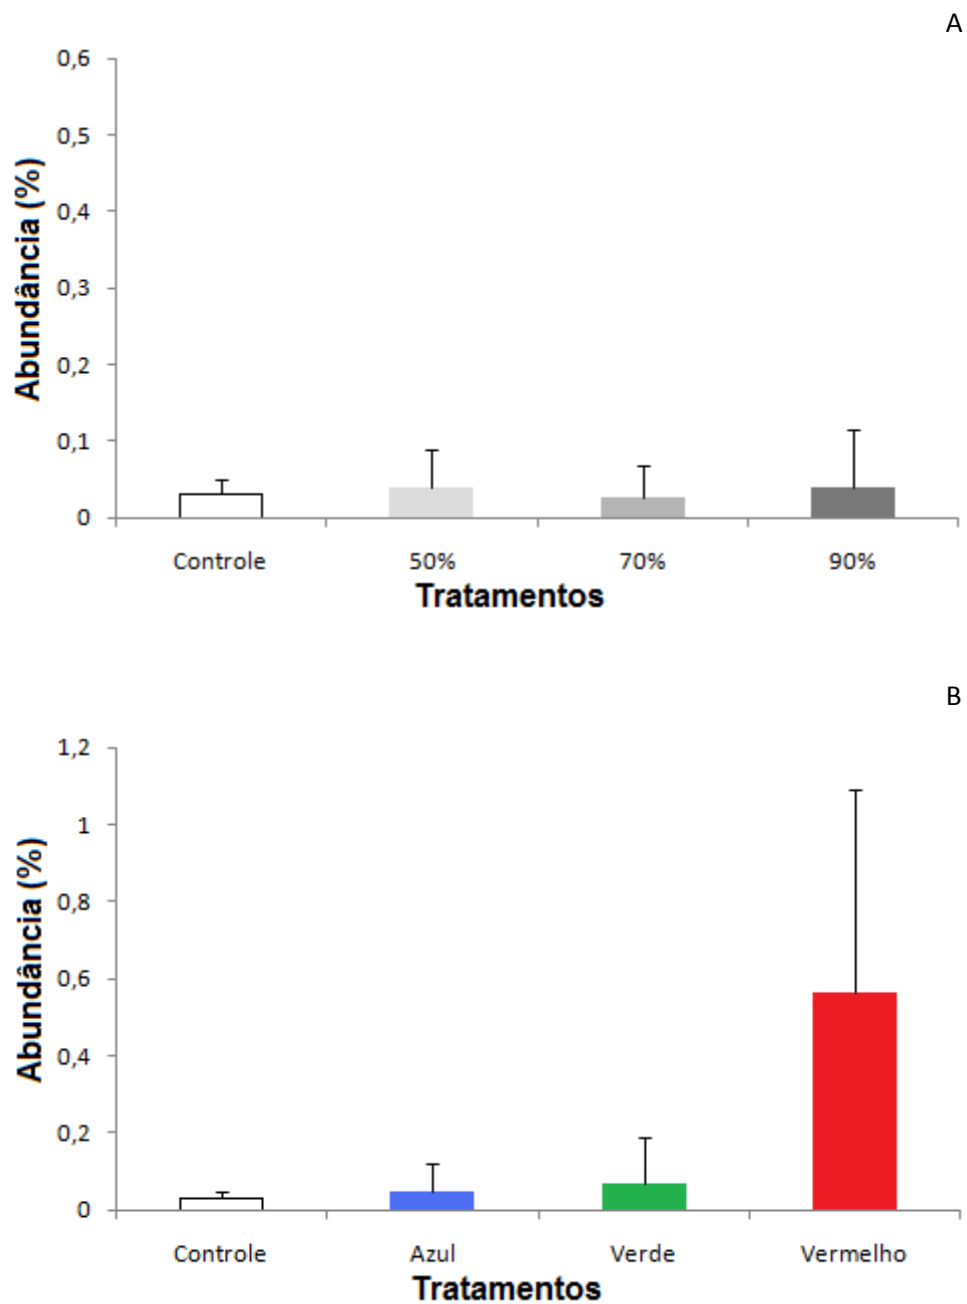 A
0,6
0,5
0,4
0,3
0,2
0,1
0
Abundância (%)
Controle 50% 70% 90%
Tratamentos
B
1,2
1
0,8
0,6
0,4
0,2
0
Abundância (%)
Controle Azul Verde Vermelho
Tratamentos